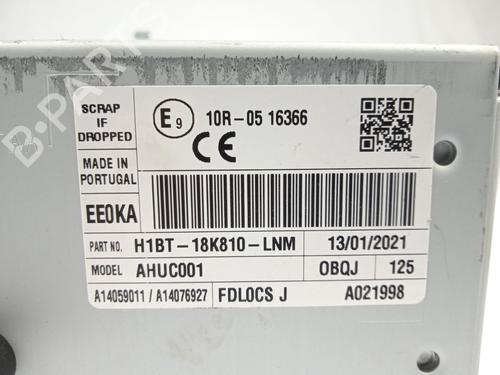 B-PARTS
SCRAP
IF
DROPPED
E9
10R-05 16366
CE
MADE IN
PORTUGAL
EE0KA
PART NO. H1BT-18K810-LNM 13/01/2021
MODEL AHUC001 OBQJ 125
A14059011 / A14076927 FDL0CS J A021998